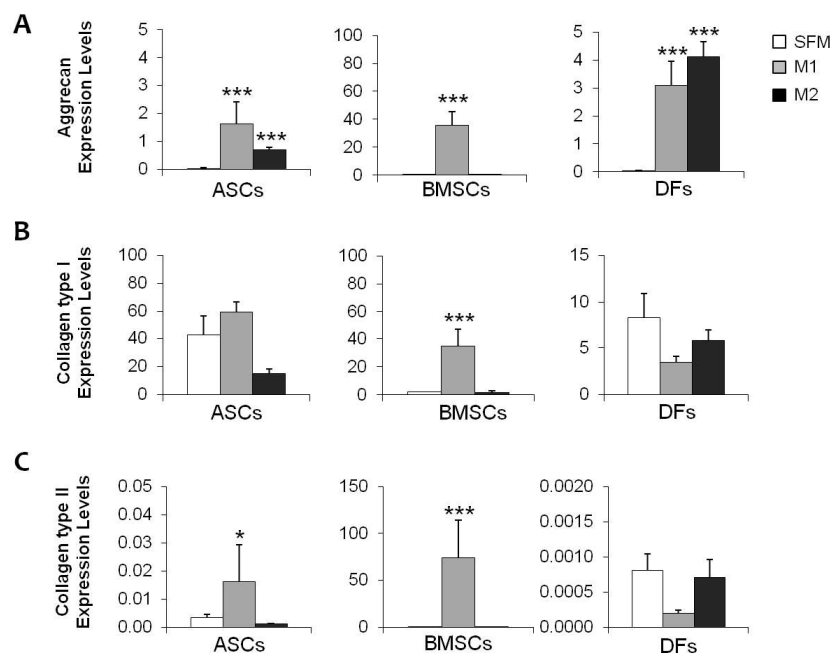 A
Aggrecan
Expression Levels
5
4
3
2
1
0
***
***
ASCs
100
80
60
40
20
0
***
BMSCs
5
4
3
2
1
0
***
***
DFs
SFM
M1
M2
B
Collagen type I
Expression Levels
100
80
60
40
20
0
ASCs
100
80
60
40
20
0
***
BMSCs
15
10
5
0
DFs
C
Collagen type II
Expression Levels
0.05
0.04
0.03
0.02
0.01
0.00
*
ASCs
150
100
50
0
***
BMSCs
0.0020
0.0015
0.0010
0.0005
0.0000
DFs